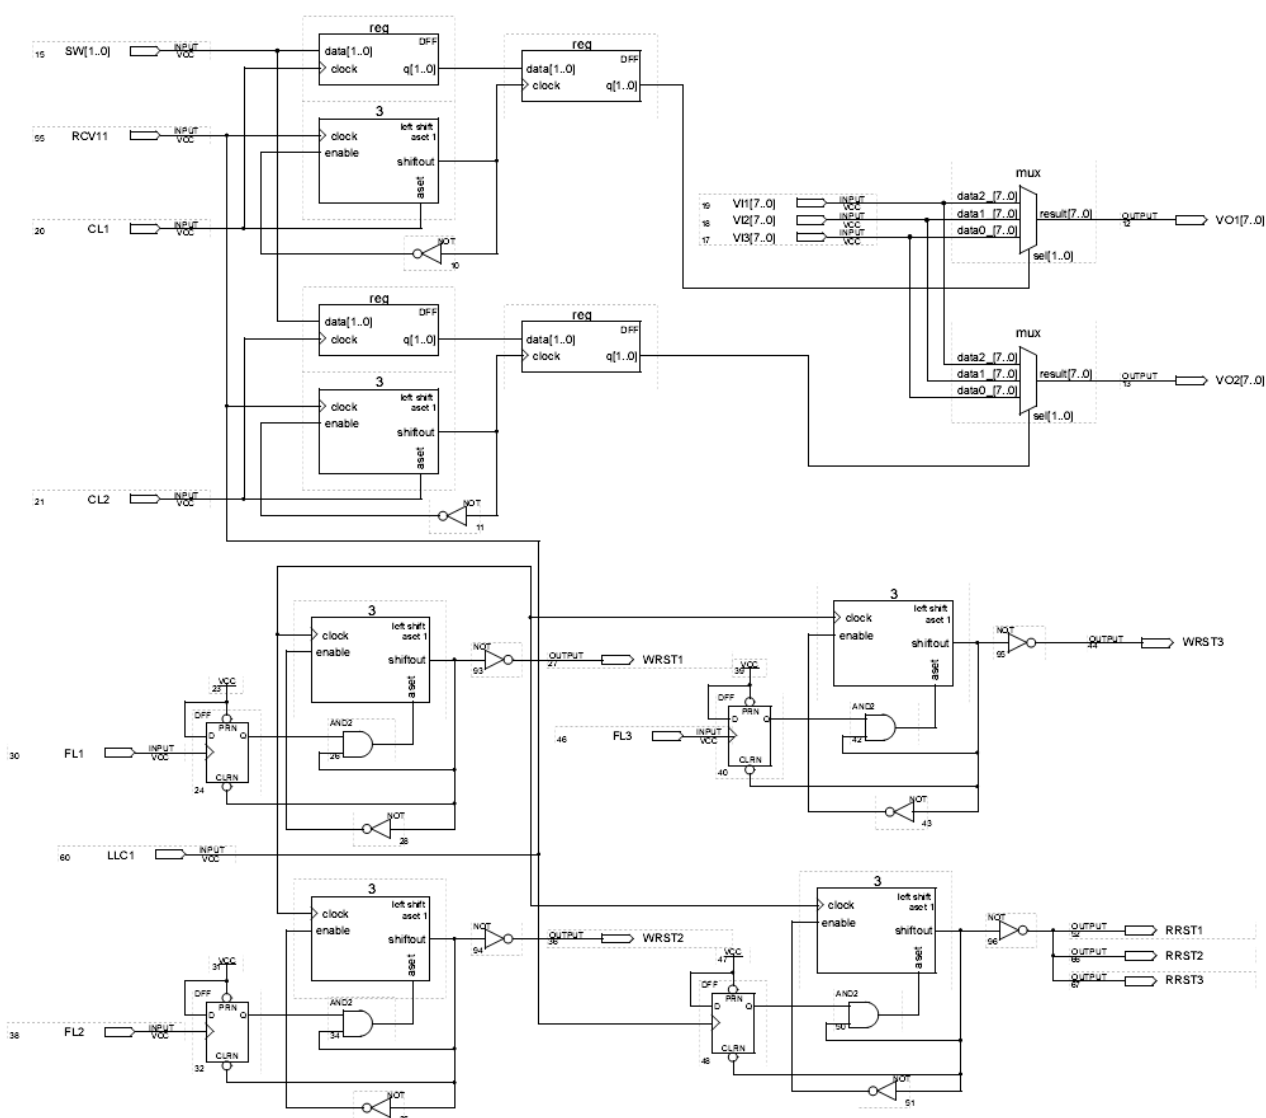 reg
DFF
data[1..0]
q[1..0]
clock
reg
DFF
data[1..0]
q[1..0]
clock
15 SW[1..0] INPUT VCC
3
left shift
aset 1
clock
enable
shiftout
aset
55 RCV11 INPUT VCC
20 CL1 INPUT VCC
NOT
10
19 VI1[7..0] INPUT VCC
18 VI2[7..0] INPUT VCC
17 VI3[7..0] INPUT VCC
mux
data2_[7..0]
data1_[7..0]
data0_[7..0]
result[7..0]
sel[1..0]
OUTPUT 12 VO1[7..0]
reg
DFF
data[1..0]
q[1..0]
clock
reg
DFF
data[1..0]
q[1..0]
clock
mux
data2_[7..0]
data1_[7..0]
data0_[7..0]
result[7..0]
sel[1..0]
OUTPUT 13 VO2[7..0]
3
left shift
aset 1
clock
enable
shiftout
aset
21 CL2 INPUT VCC
NOT
11
3
left shift
aset 1
clock
enable
shiftout
aset
NOT
93
OUTPUT 27 WRST1
3
left shift
aset 1
clock
enable
shiftout
aset
NOT
95
OUTPUT 44 WRST3
VCC
23
DFF
PRN
D Q
CLRN
24
30 FL1 INPUT VCC
AND2
26
NOT
28
VCC
39
DFF
PRN
D Q
CLRN
40
46 FL3 INPUT VCC
AND2
42
NOT
43
60 LLC1 INPUT VCC
3
left shift
aset 1
clock
enable
shiftout
aset
NOT
94
OUTPUT 36 WRST2
3
left shift
aset 1
clock
enable
shiftout
aset
NOT
96
OUTPUT 52 RRST1
OUTPUT RRST2
OUTPUT RRST3
VCC
31
DFF
PRN
D Q
CLRN
32
38 FL2 INPUT VCC
AND2
34
NOT
VCC
47
DFF
PRN
D Q
CLRN
48
AND2
50
NOT
51